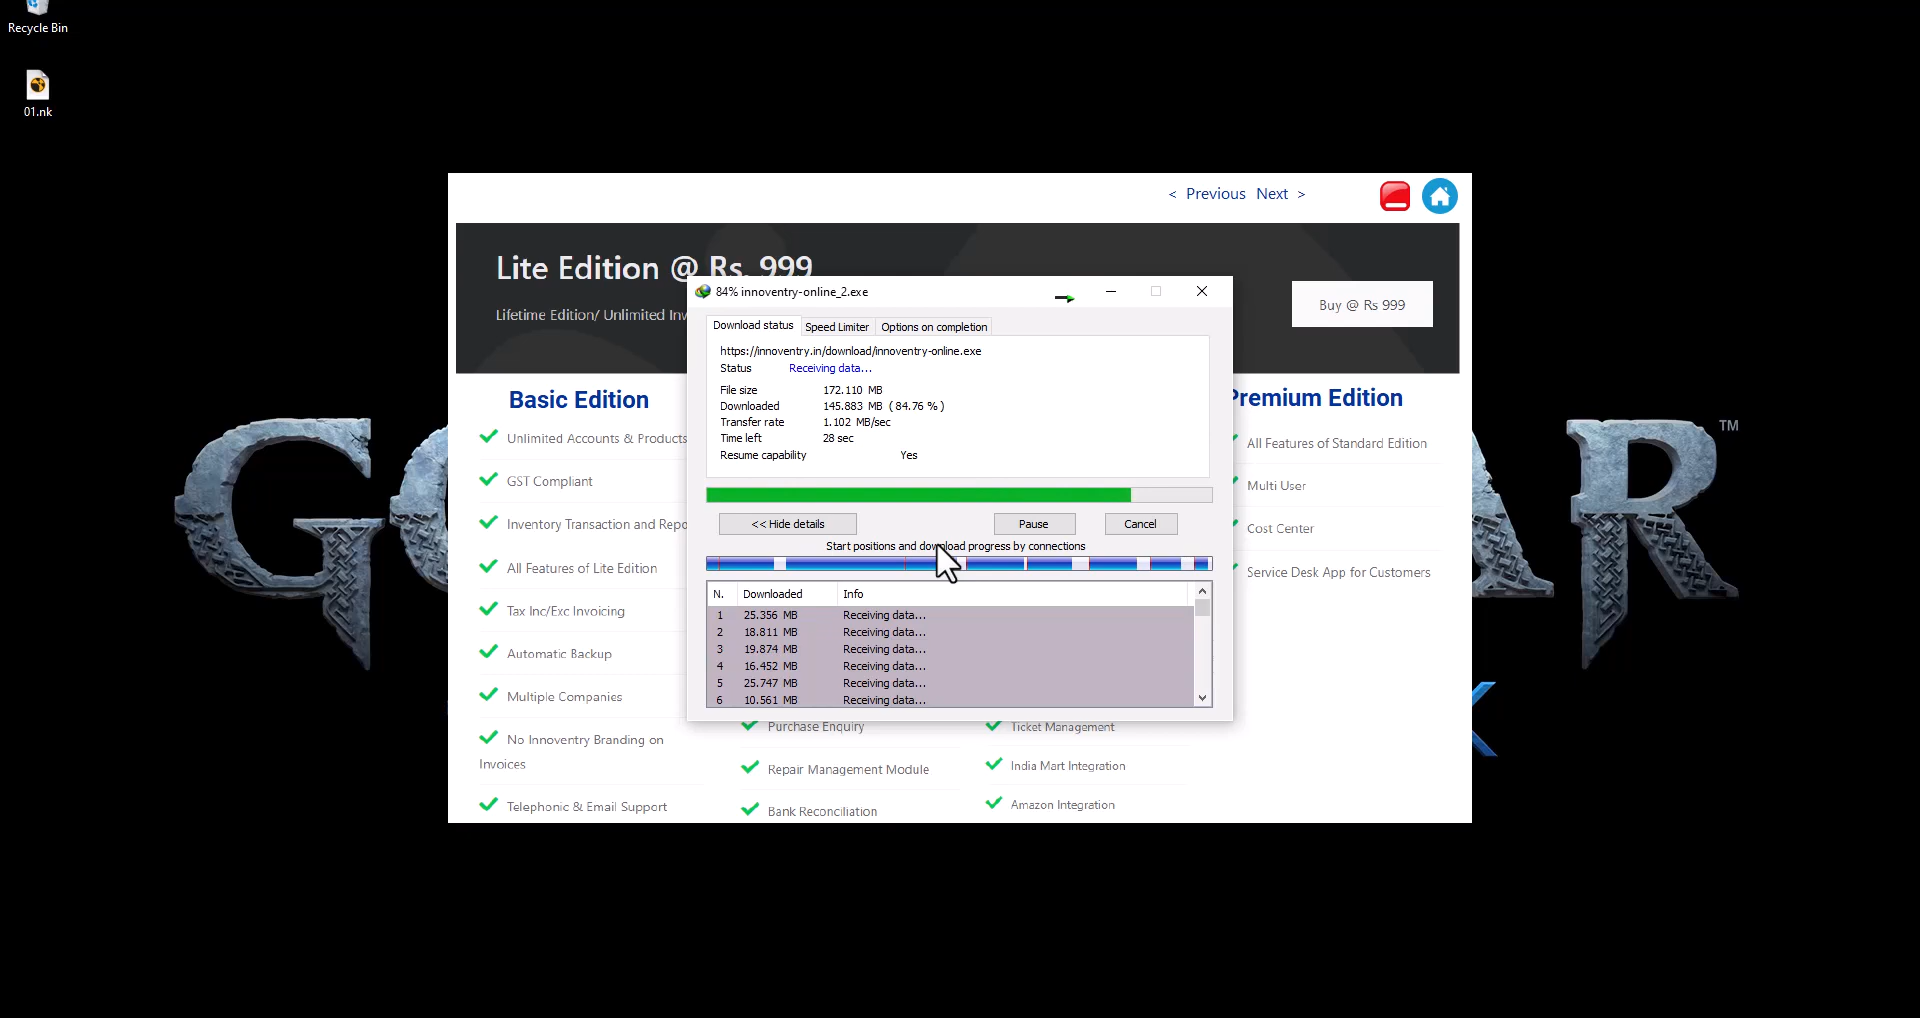 Recycle Bin
01.nk
< Previous Next >
Lite Edition @ Rs. 999
Lifetime Edition/ Unlimited Inv
Buy @ Rs 999
84% innoventry-online_2.exe
Download status Speed Limiter Options on completion
https://innoventry.in/download/innoventry-online.exe
Status Receiving data...
File size 172.110 MB
Downloaded 145.883 MB ( 84.76 % )
Transfer rate 1.102 MB/sec
Time left 28 sec
Resume capability Yes
<< Hide details Pause Cancel
Start positions and download progress by connections
N. Downloaded Info
1 25.356 MB Receiving data...
2 18.811 MB Receiving data...
3 19.874 MB Receiving data...
4 16.452 MB Receiving data...
5 25.747 MB Receiving data...
6 10.561 MB Receiving data...
Basic Edition
Unlimited Accounts & Products
GST Compliant
Inventory Transaction and Repo
All Features of Lite Edition
Tax Inc/Exc Invoicing
Automatic Backup
Multiple Companies
No Innoventry Branding on
Invoices
Telephonic & Email Support
Purchase Enquiry
Repair Management Module
Bank Reconciliation
Ticket Management
India Mart Integration
Amazon Integration
Premium Edition
All Features of Standard Edition
Multi User
Cost Center
Service Desk App for Customers
G
R
TM